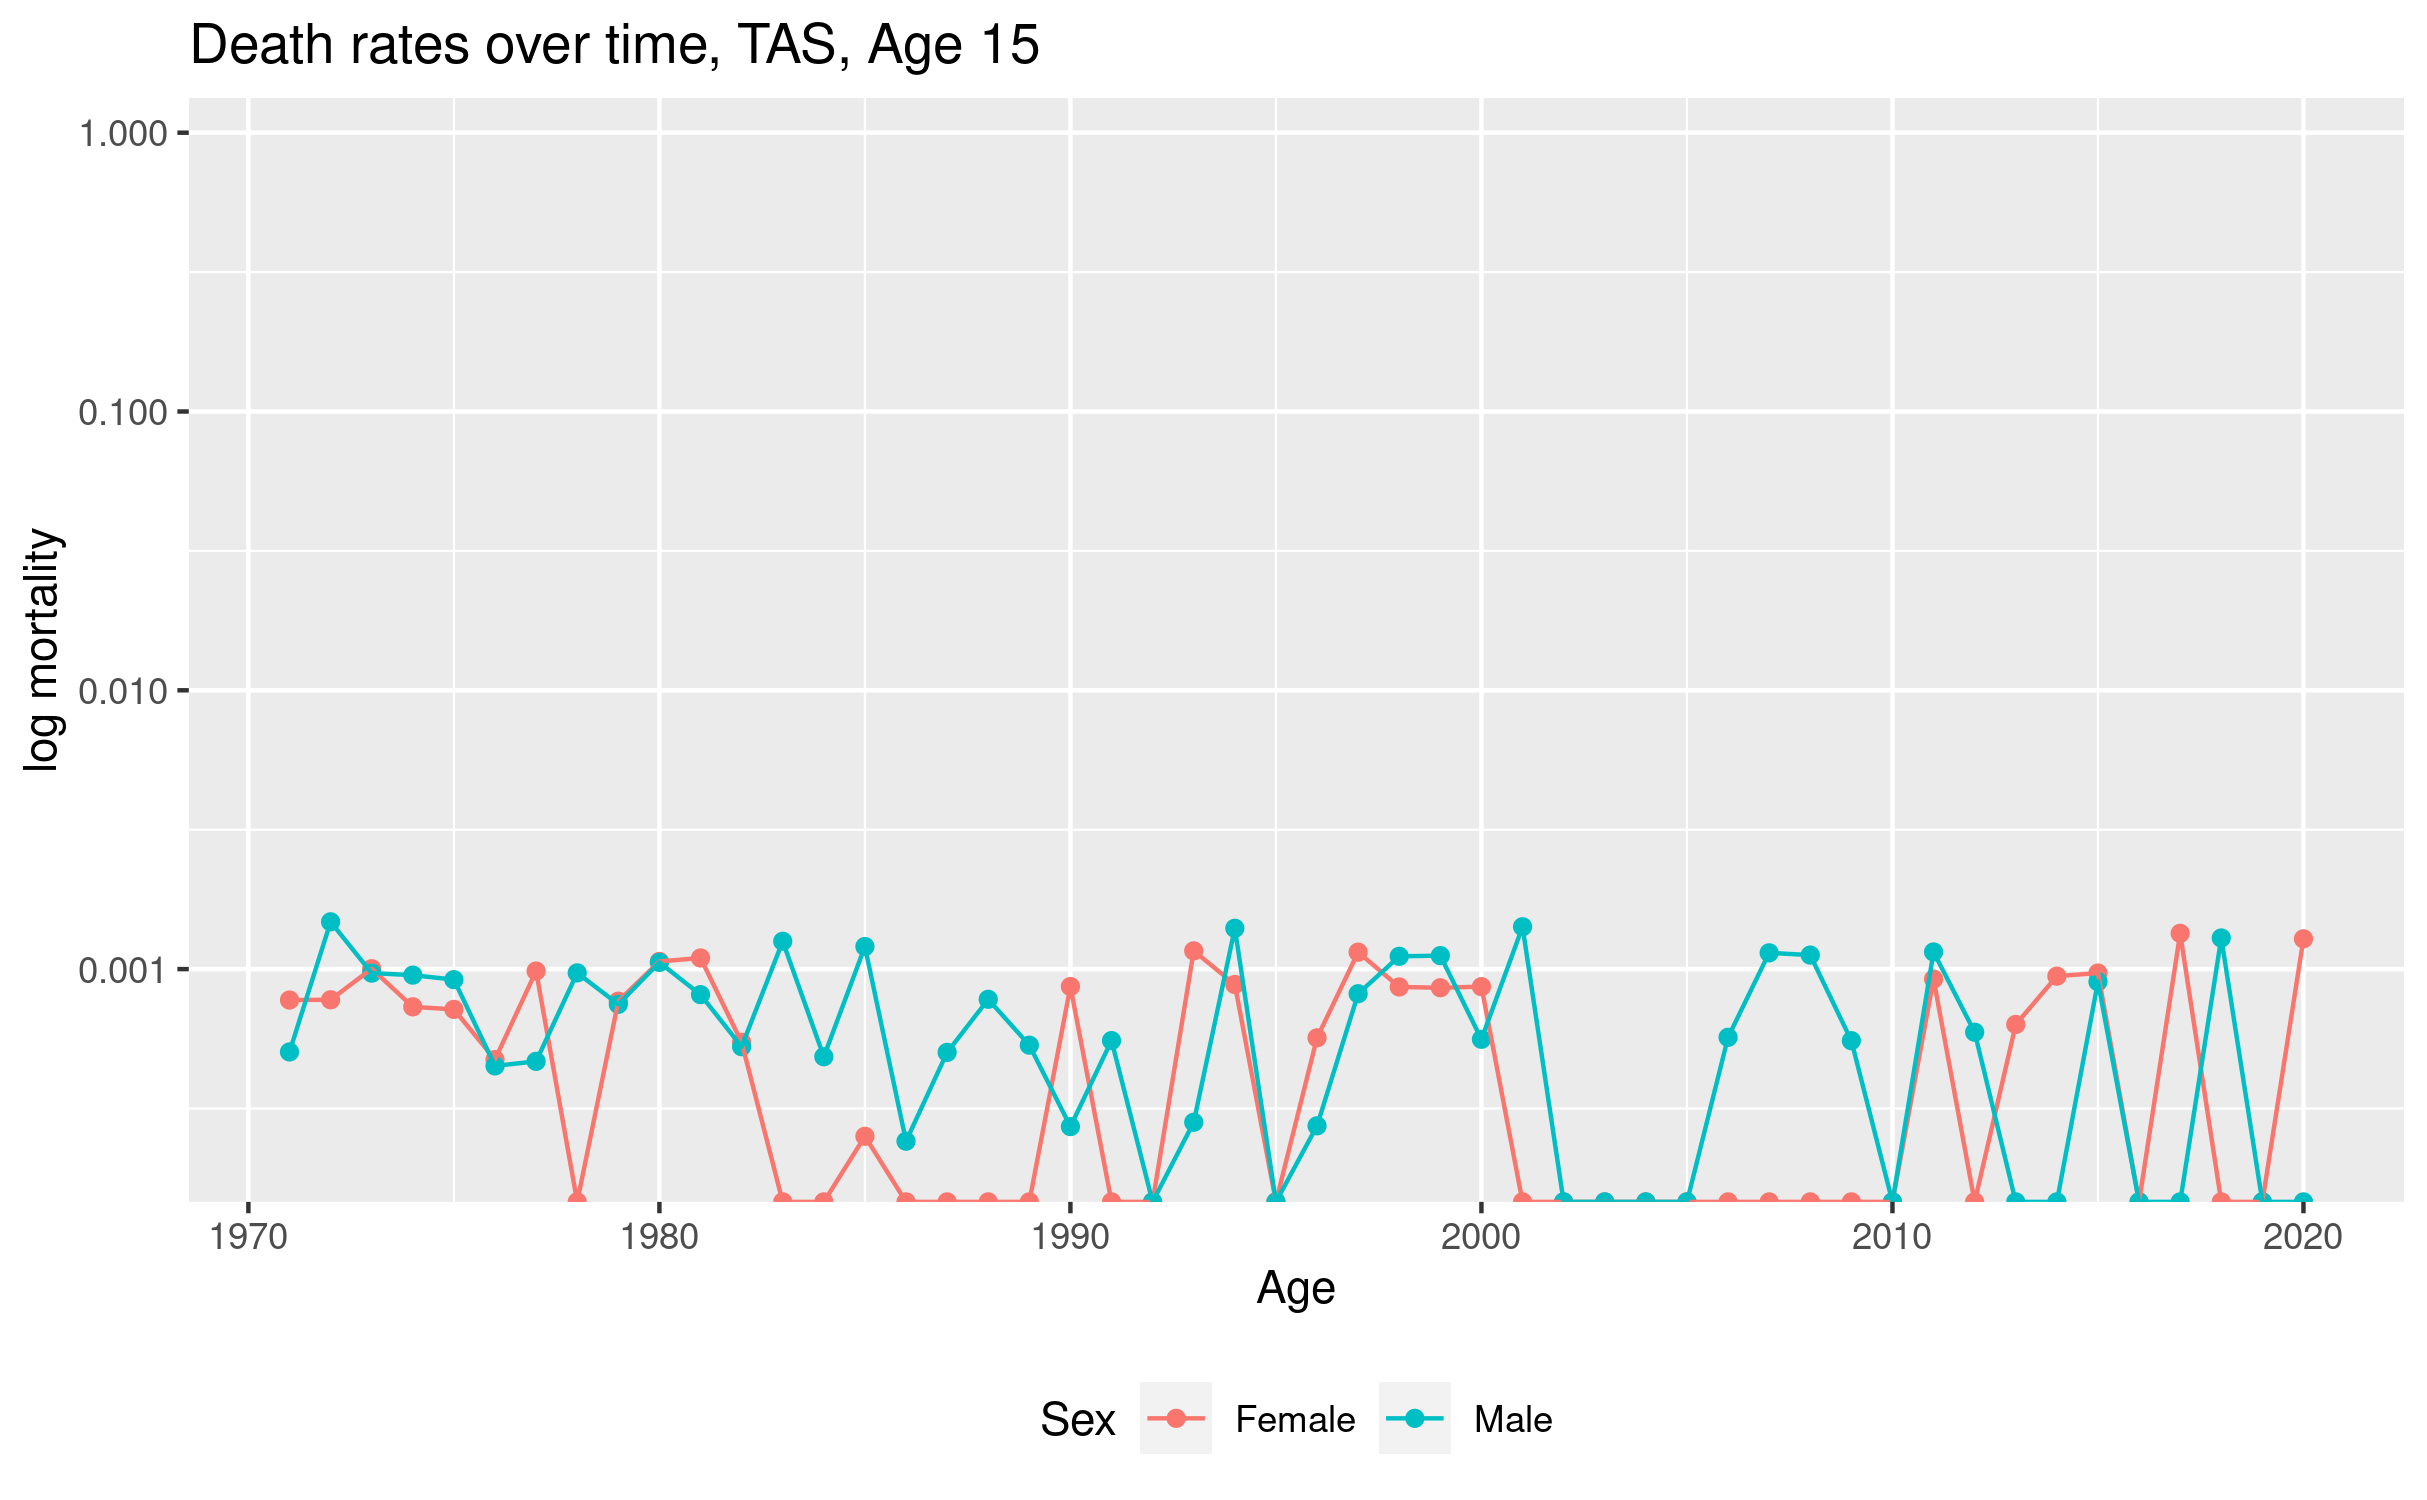 Death rates over time, TAS, Age 15
log mortality
1.000
0.100
0.010
0.001
1970 1980 1990 2000 2010 2020
Age
Sex Female Male